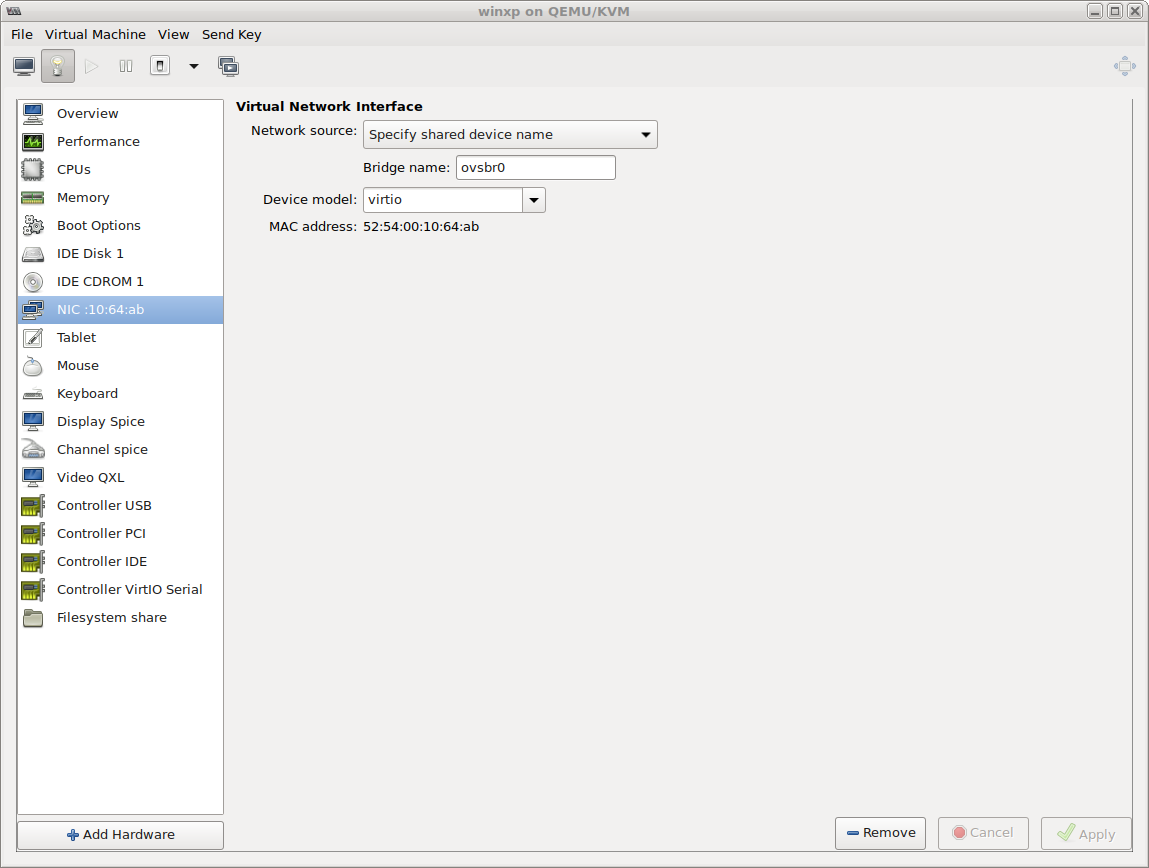 winxp on QEMU/KVM
File Virtual Machine View Send Key
Overview
Performance
CPUs
Memory
Boot Options
IDE Disk 1
IDE CDROM 1
NIC :10:64:ab
Tablet
Mouse
Keyboard
Display Spice
Channel spice
Video QXL
Controller USB
Controller PCI
Controller IDE
Controller VirtIO Serial
Filesystem share
Add Hardware
Virtual Network Interface
Network source: Specify shared device name
Bridge name: ovsbr0
Device model: virtio
MAC address: 52:54:00:10:64:ab
Remove Cancel Apply